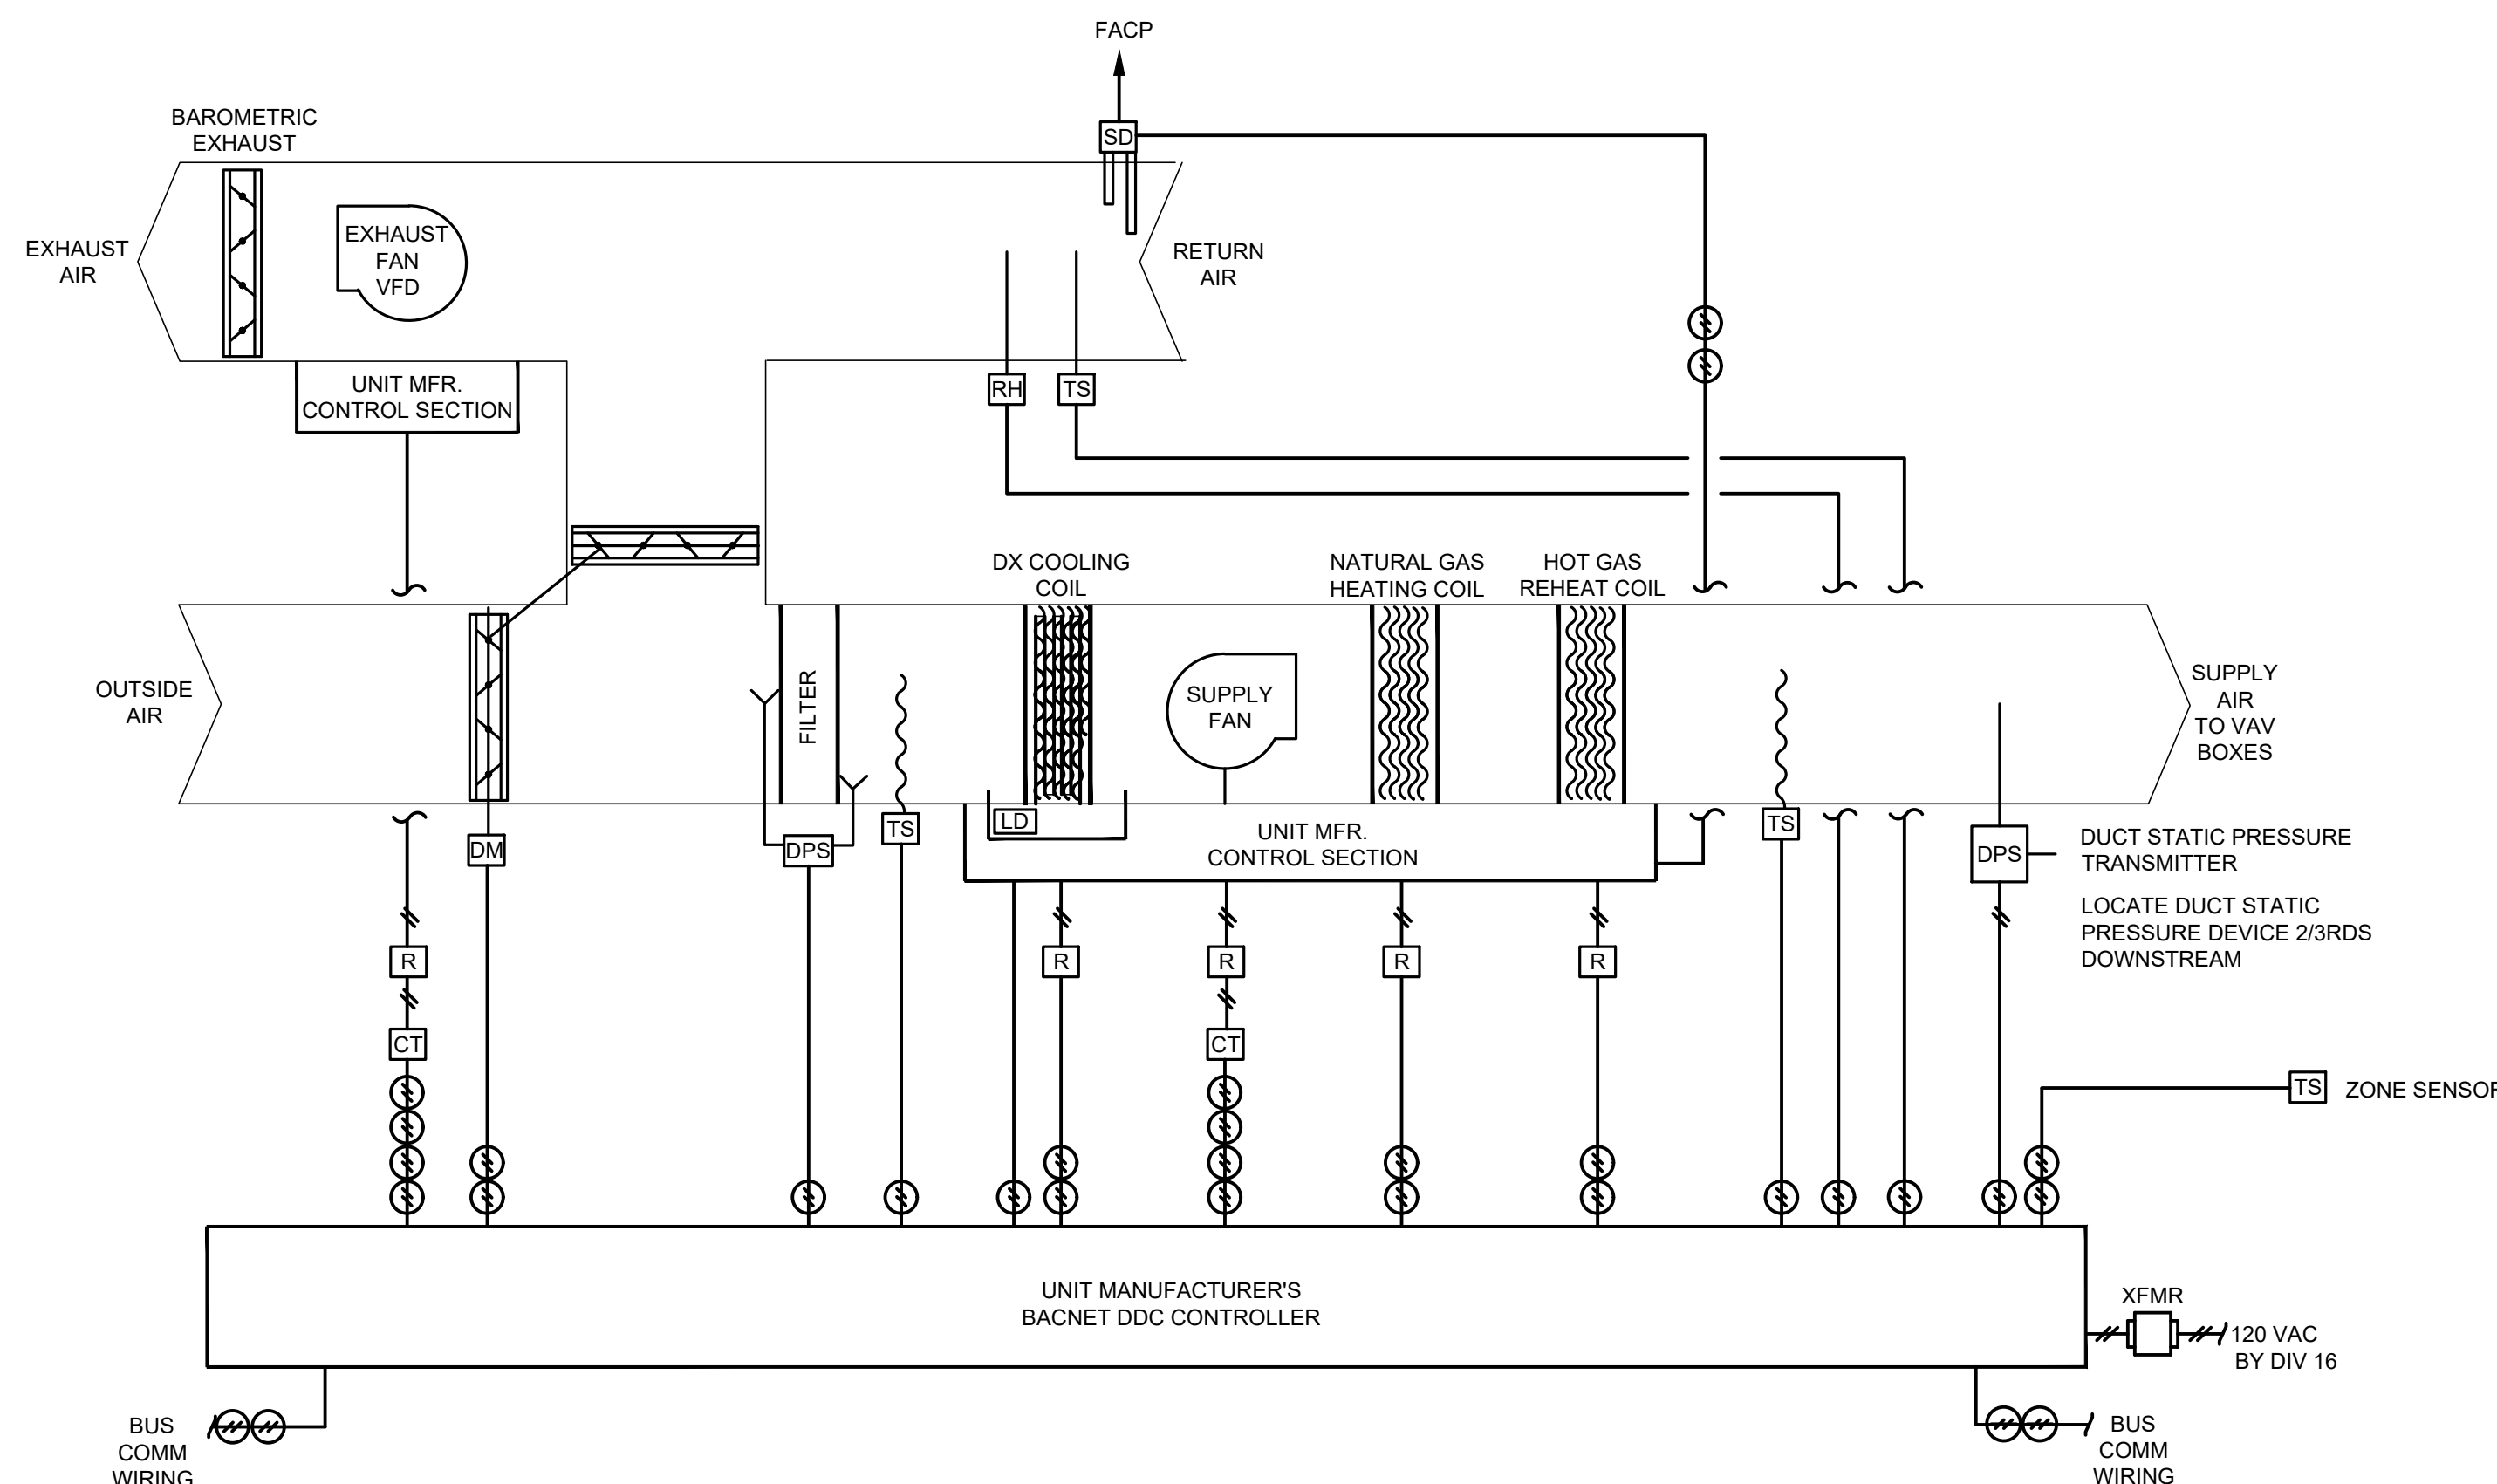 FACP
BAROMETRIC
EXHAUST
SD
EXHAUST
FAN
VFD
EXHAUST
AIR
RETURN
AIR
UNIT MFR.
CONTROL SECTION
RH
TS
DX COOLING
COIL
NATURAL GAS
HEATING COIL
HOT GAS
REHEAT COIL
OUTSIDE
AIR
FILTER
SUPPLY
FAN
SUPPLY
AIR
TO VAV
BOXES
DM
DPS
TS
LD
UNIT MFR.
CONTROL SECTION
TS
DPS
DUCT STATIC PRESSURE
TRANSMITTER
LOCATE DUCT STATIC
PRESSURE DEVICE 2/3RDS
DOWNSTREAM
R
R
R
R
R
CT
CT
TS
ZONE SENSOR
UNIT MANUFACTURER'S
BACNET DDC CONTROLLER
XFMR
120 VAC
BY DIV 16
BUS
COMM
WIRING
BUS
COMM
WIRING